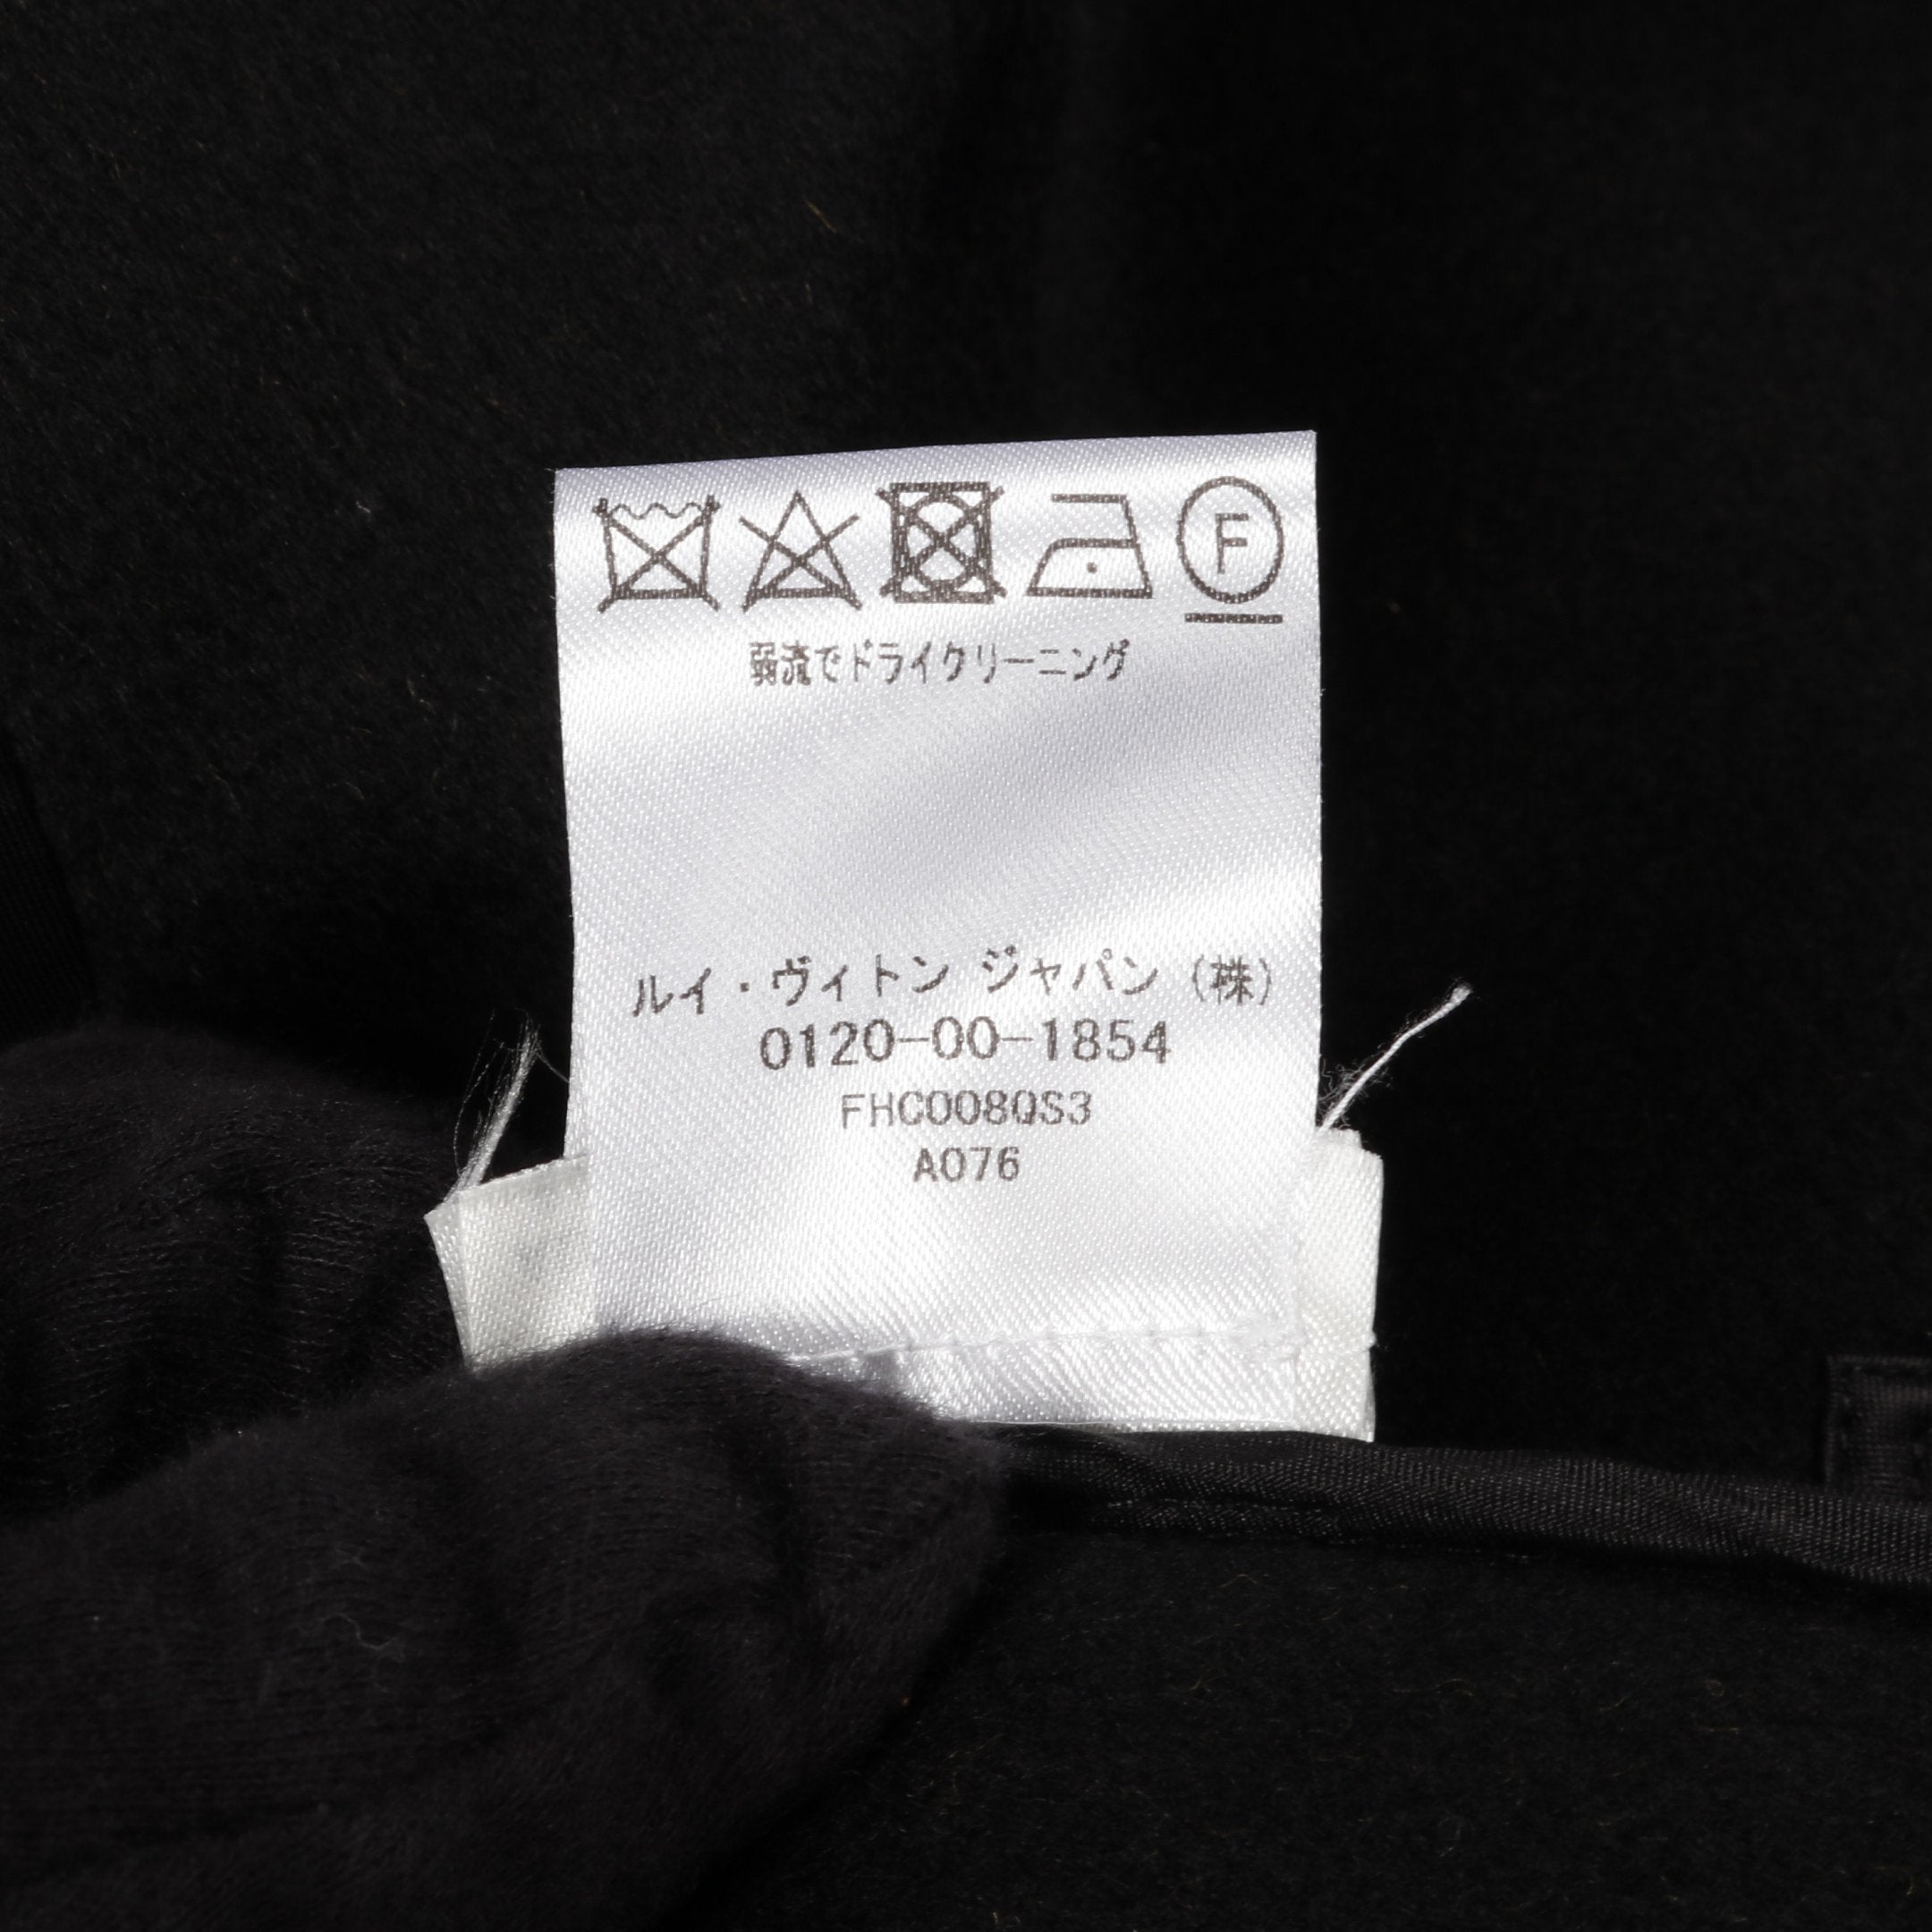 F
弱流でドライクリーニング
ルイ・ヴィトン ジャパン (株)
0120-00-1854
FHC0080S3
A076